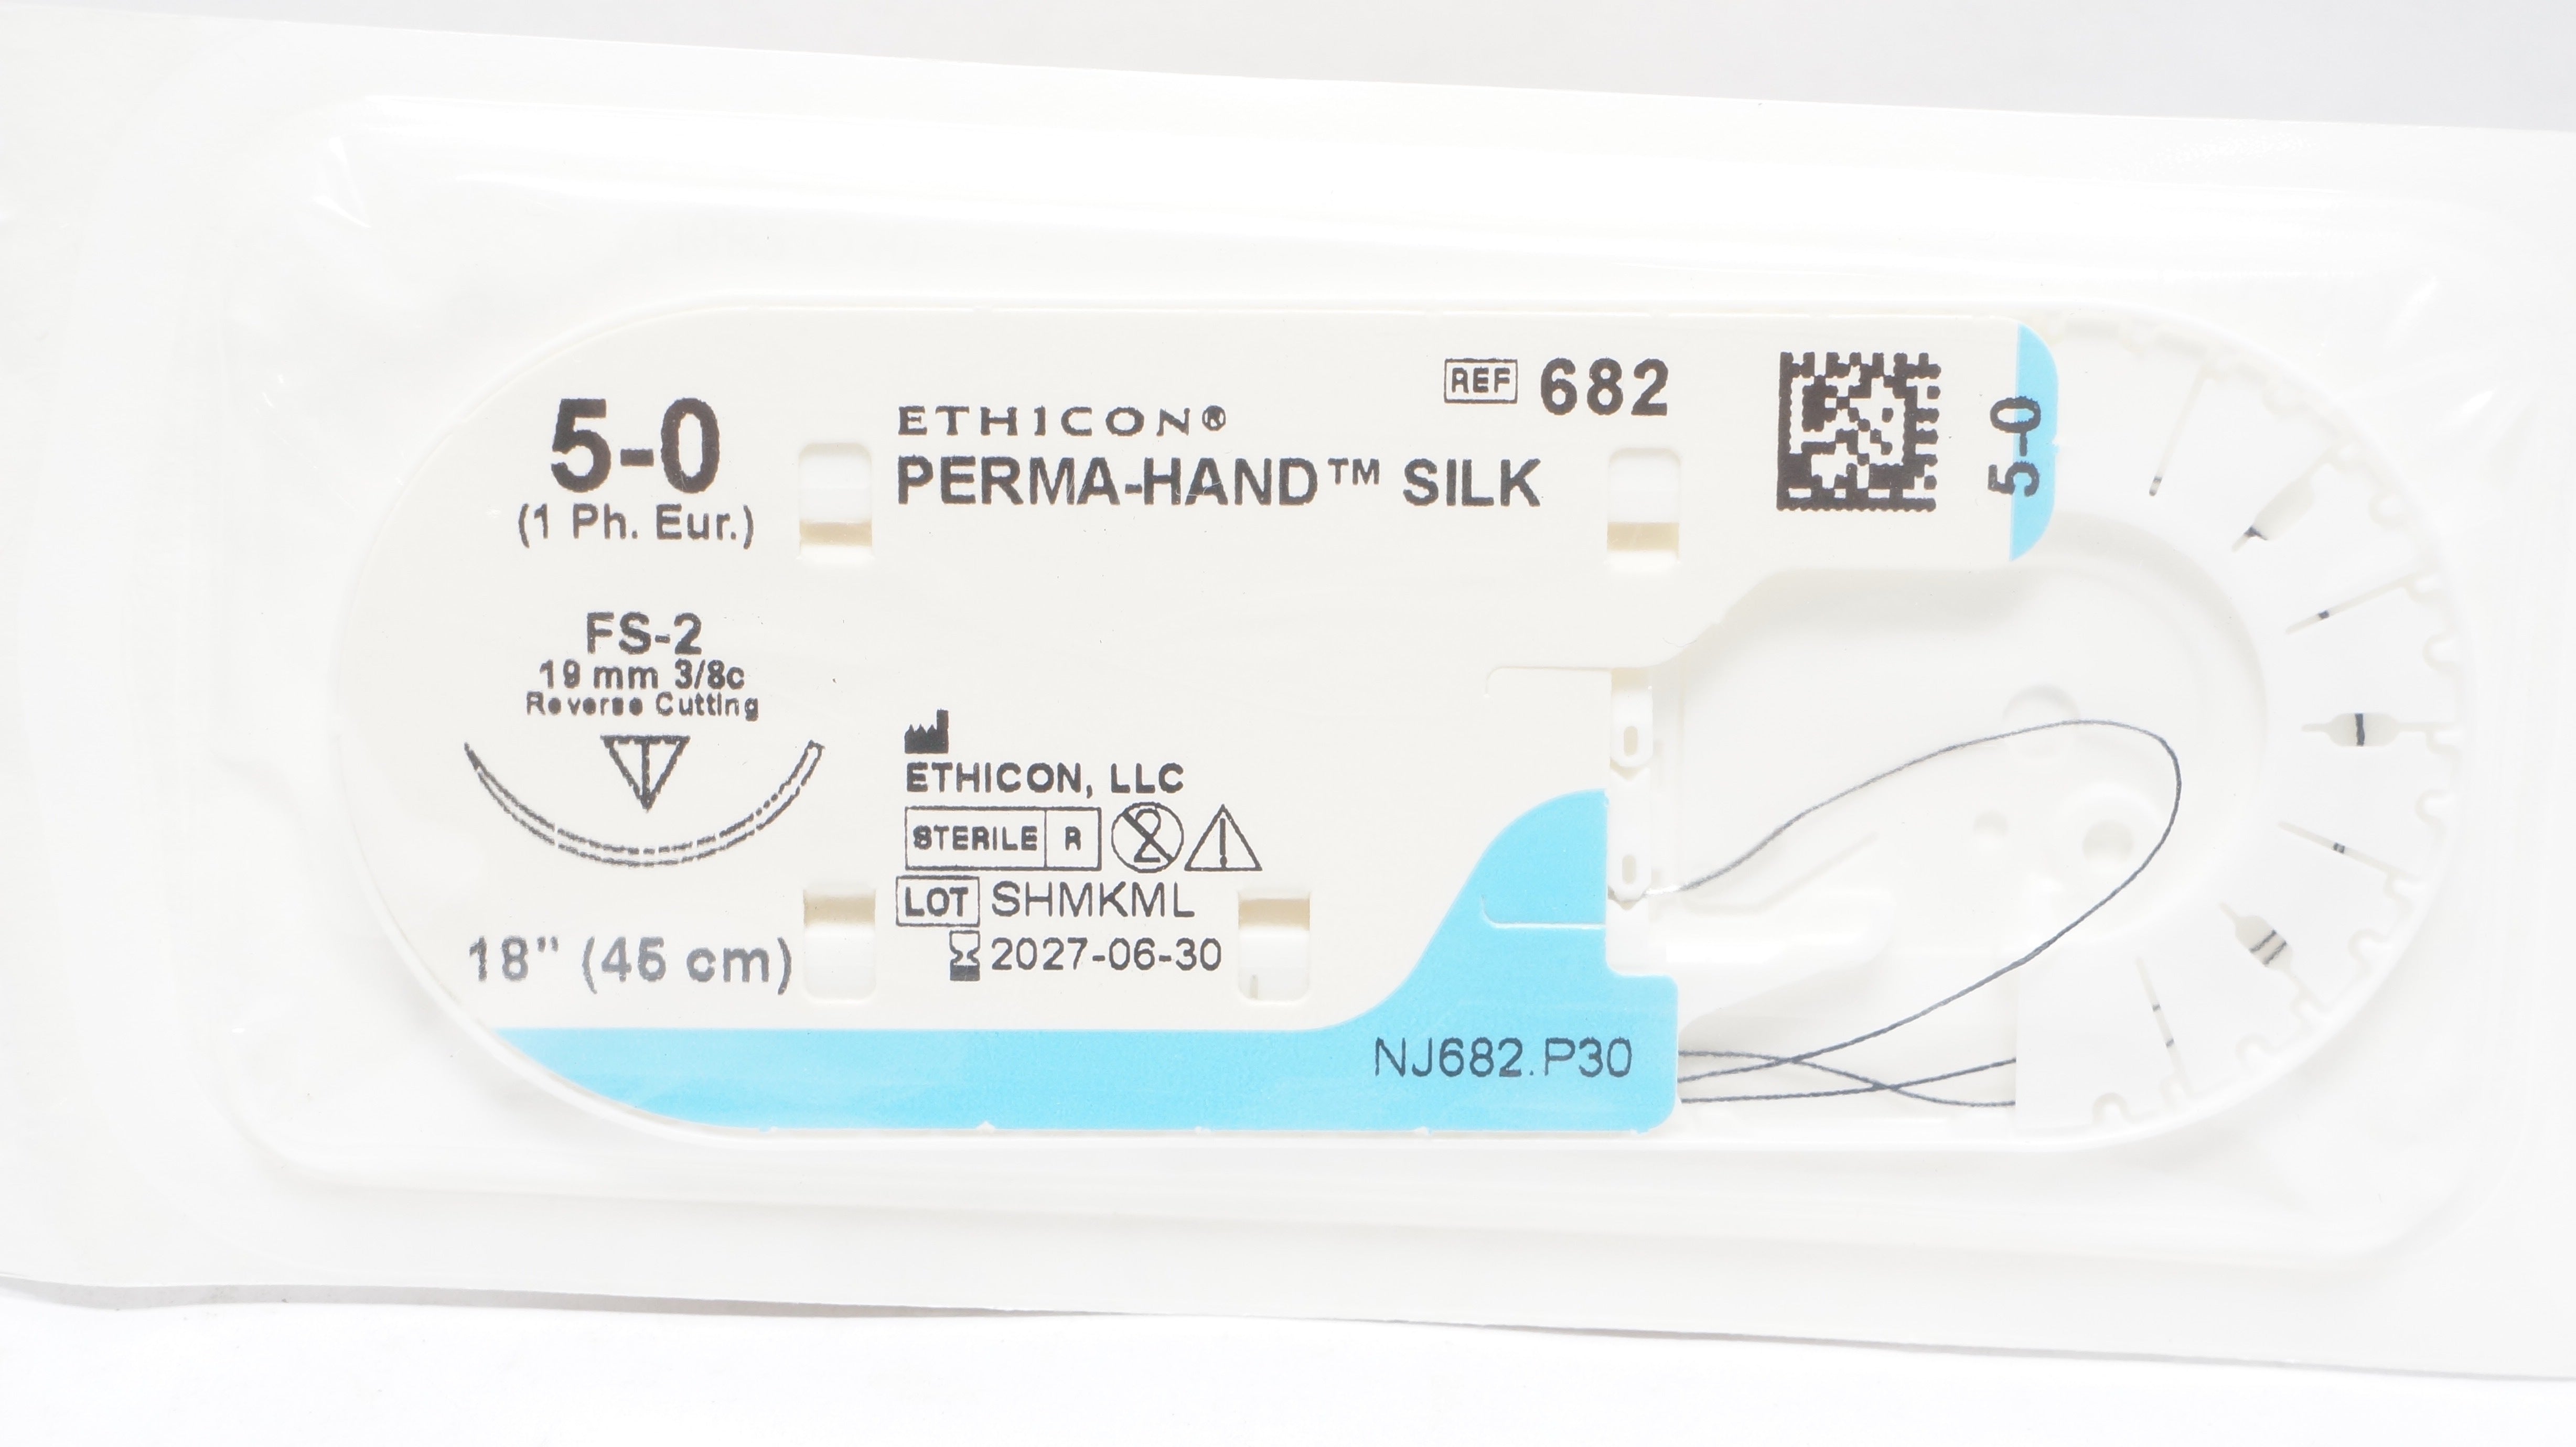 5-0
(1 Ph. Eur.)
ETHICON®
PERMA-HAND™ SILK
REF 682
5-0
FS-2
19 mm 3/8c
Reverse Cutting
18" (45 cm)
ETHICON, LLC
STERILE R
2
LOT SHMKML
2027-06-30
NJ682.P30